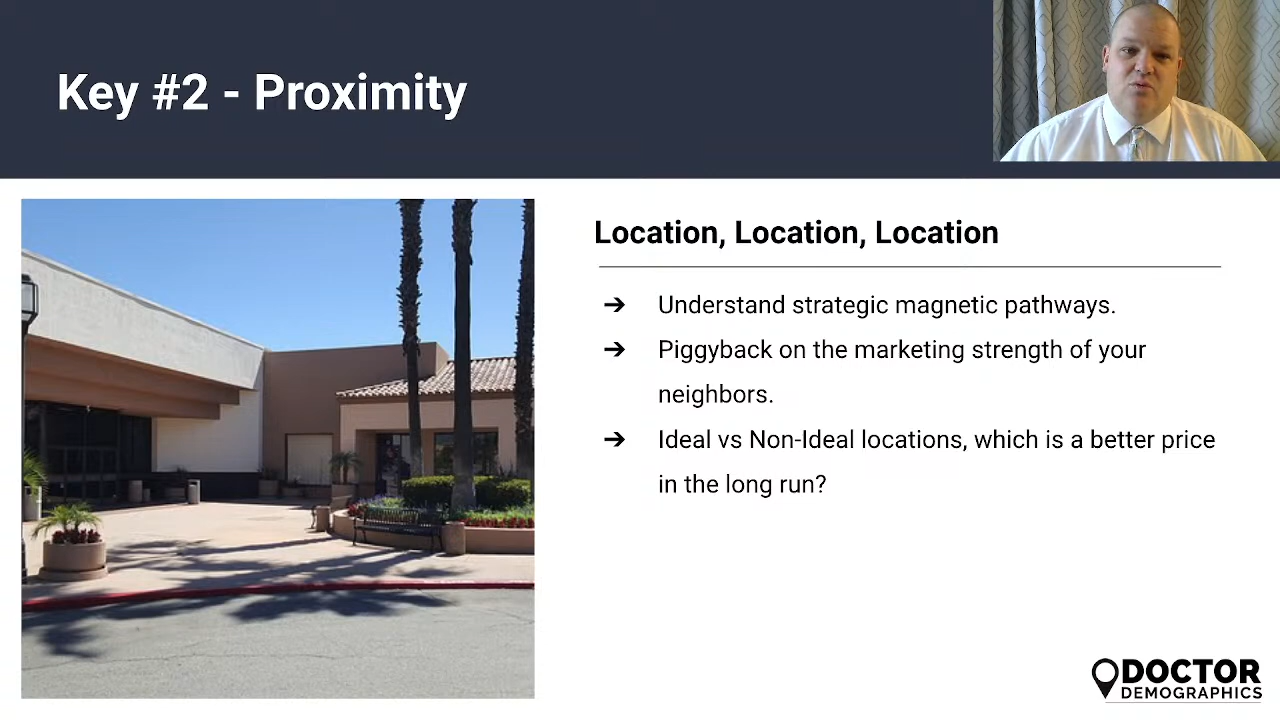 Key #2 - Proximity
Location, Location, Location
➔ Understand strategic magnetic pathways.
➔ Piggyback on the marketing strength of your
neighbors.
➔ Ideal vs Non-Ideal locations, which is a better price
in the long run?
DOCTOR
DEMOGRAPHICS